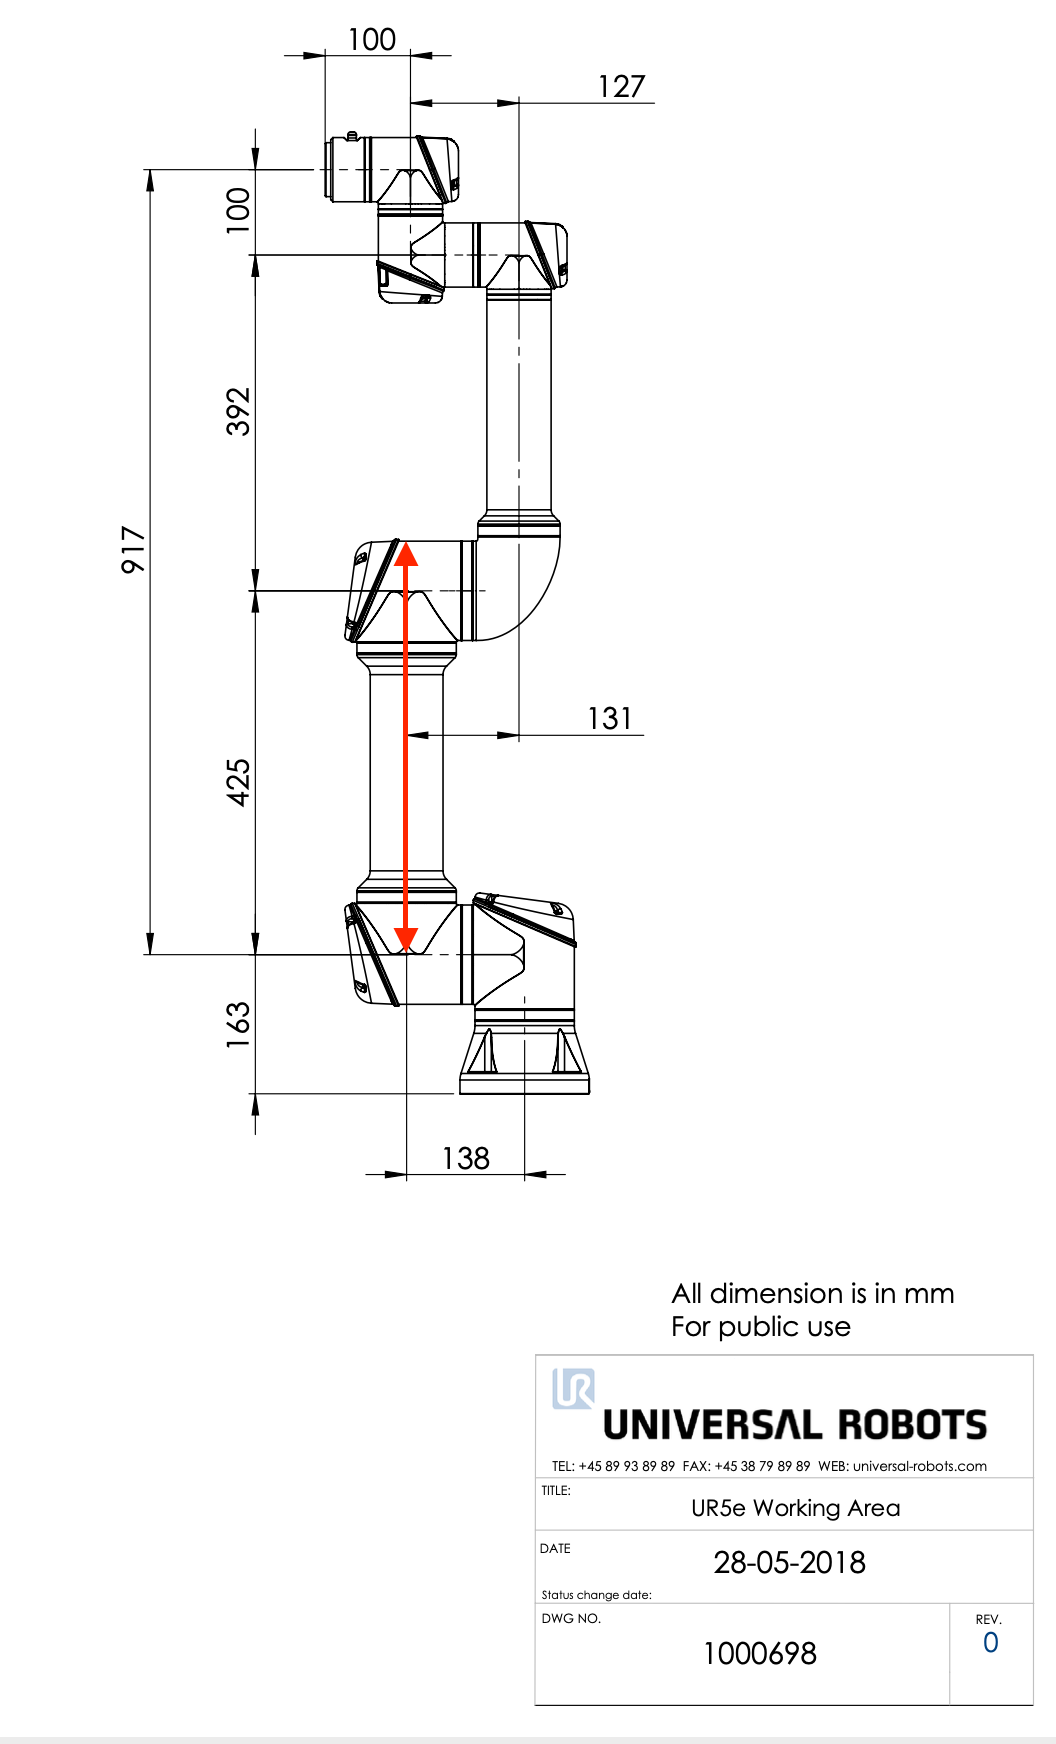 100
127
100
392
917
131
425
163
138
All dimension is in mm
For public use
UR
UNIVERSAL ROBOTS
TEL: +45 89 93 89 89 FAX: +45 38 79 89 89 WEB: universal-robots.com
TITLE:
UR5e Working Area
DATE
28-05-2018
Status change date:
DWG NO.
1000698
REV.
0